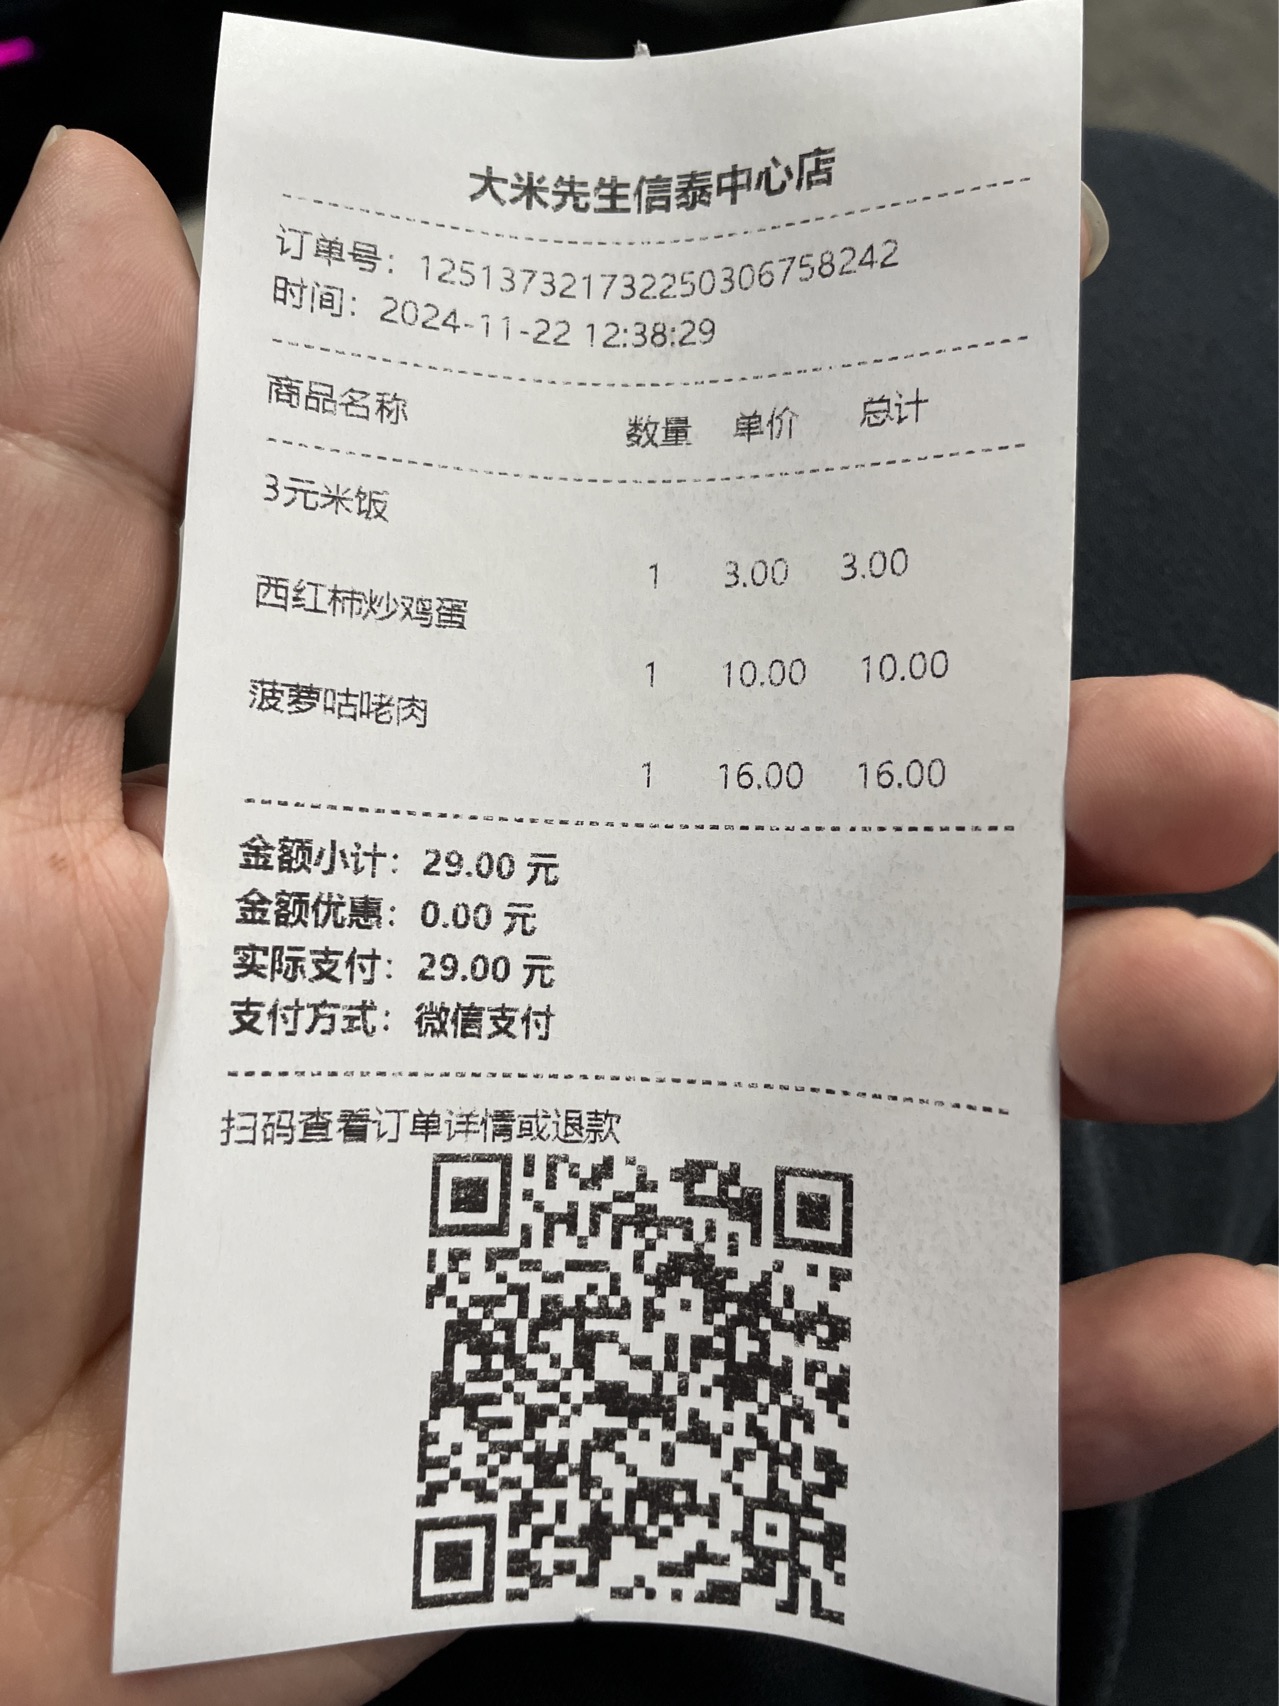 大米先生信泰中心店
订单号：1251373217322250306758242
时间：2024-11-22 12:38:29
商品名称 数量 单价 总计
3元米饭
1 3.00 3.00
西红柿炒鸡蛋
1 10.00 10.00
菠萝咕咾肉
1 16.00 16.00
金额小计：29.00 元
金额优惠：0.00 元
实际支付：29.00 元
支付方式：微信支付
扫码查看订单详情或退款